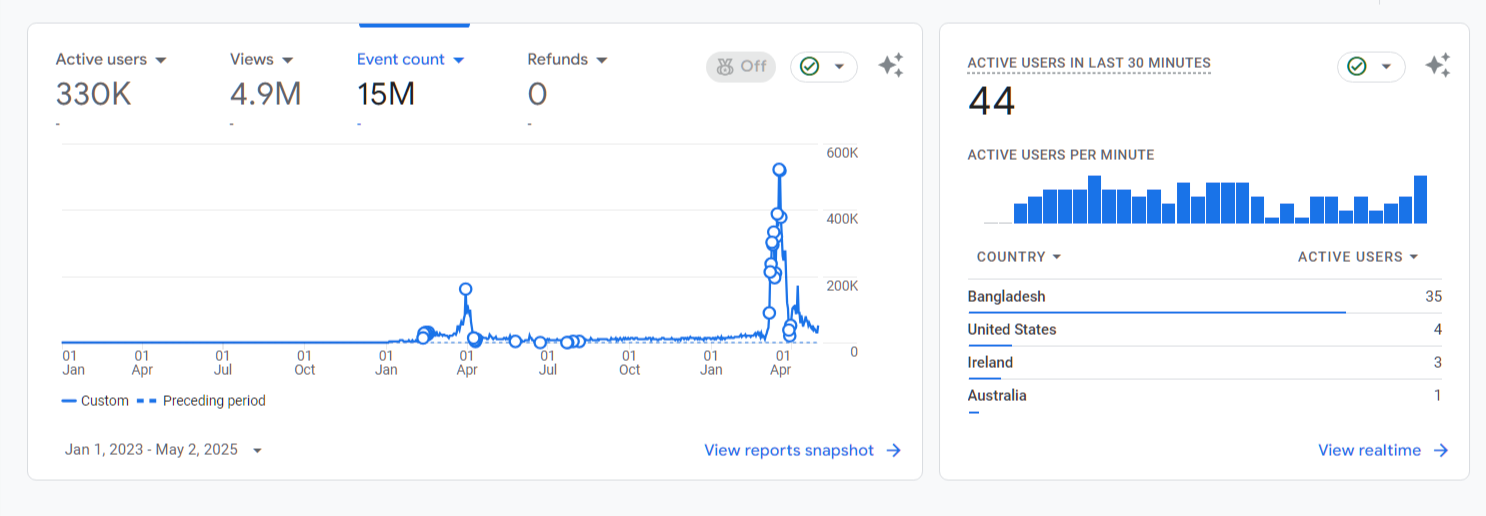 Active users Views Event count Refunds Off
330K 4.9M 15M 0
- - - -
600K
400K
200K
0
01 01 01 01 01 01 01 01 01 01
Jan Apr Jul Oct Jan Apr Jul Oct Jan Apr
Custom Preceding period
Jan 1, 2023 - May 2, 2025 View reports snapshot
ACTIVE USERS IN LAST 30 MINUTES
44
ACTIVE USERS PER MINUTE
COUNTRY ACTIVE USERS
Bangladesh 35
United States 4
Ireland 3
Australia 1
View realtime